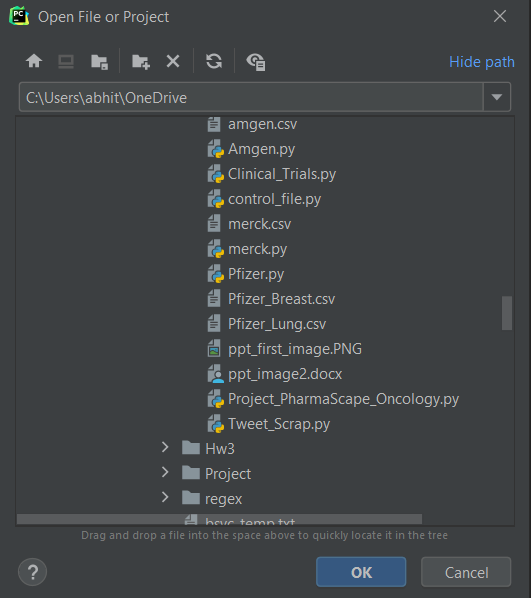 PC
Open File or Project
Hide path
C:\Users\abhit\OneDrive
amgen.csv
Amgen.py
Clinical_Trials.py
control_file.py
merck.csv
merck.py
Pfizer.py
Pfizer_Breast.csv
Pfizer_Lung.csv
ppt_first_image.PNG
ppt_image2.docx
Project_PharmaScape_Oncology.py
Tweet_Scrap.py
Hw3
Project
regex
Drag and drop a file into the space above to quickly locate it in the tree
?
OK
Cancel